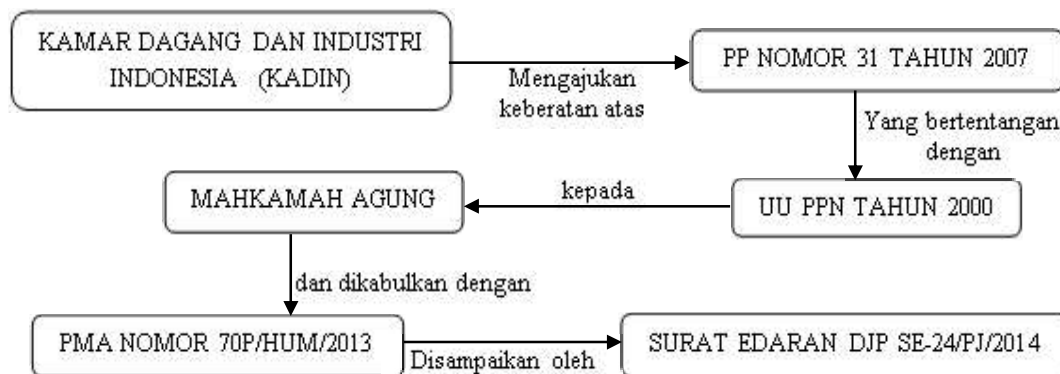 KAMAR DAGANG DAN INDUSTRI
INDONESIA (KADIN)
Mengajukan
keberatan atas
PP NOMOR 31 TAHUN 2007
Yang bertentangan
dengan
UU PPN TAHUN 2000
kepada
MAHKAMAH AGUNG
dan dikabulkan dengan
PMA NOMOR 70P/HUM/2013
Disampaikan oleh
SURAT EDARAN DJP SE-24/PJ/2014